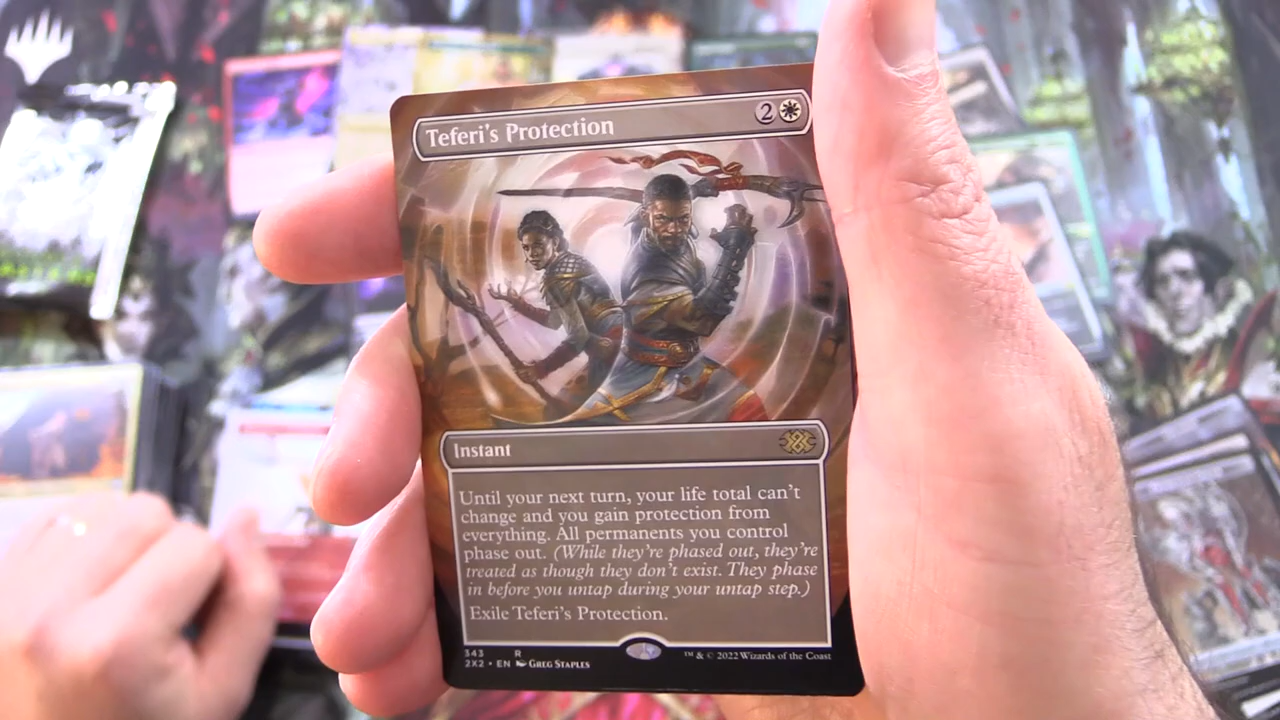 Teferi's Protection 2
Instant
Until your next turn, your life total can't
change and you gain protection from
everything. All permanents you control
phase out. (While they're phased out, they're
treated as though they don't exist. They phase
in before you untap during your untap step.)
Exile Teferi's Protection.
343 R
2X2 • EN Greg Staples
™ & © 2022 Wizards of the Coast